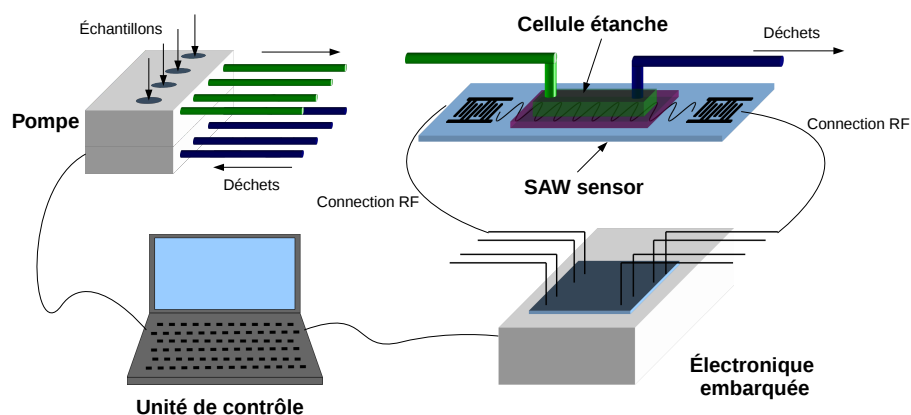 Échantillons
Pompe
Déchets
Cellule étanche
Déchets
Connection RF
SAW sensor
Connection RF
Unité de contrôle
Électronique
embarquée